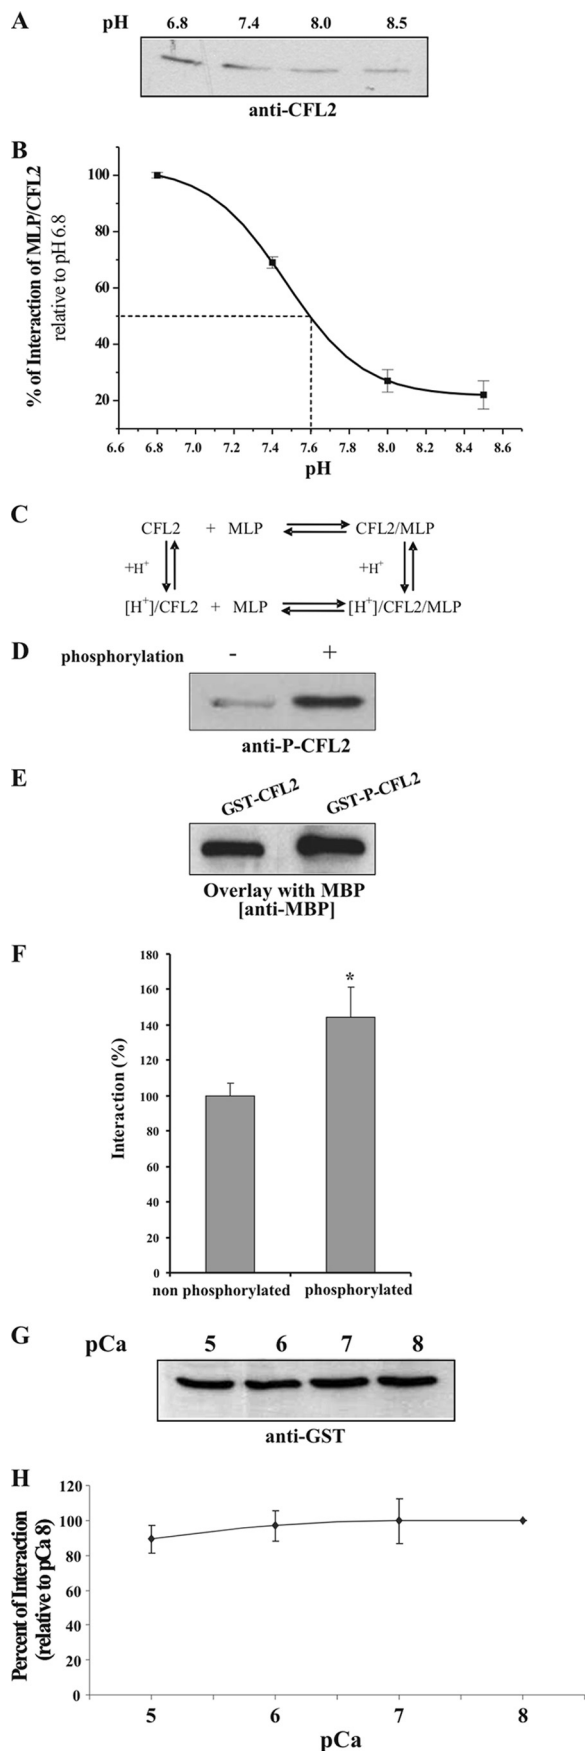 A
pH 6.8 7.4 8.0 8.5
anti-CFL2
B
% of Interaction of MLP/CFL2
relative to pH 6.8
100
80
60
40
20
6.6 6.8 7.0 7.2 7.4 7.6 7.8 8.0 8.2 8.4 8.6
pH
C
CFL2 + MLP CFL2/MLP
+H⁺ +H⁺
[H⁺]/CFL2 + MLP [H⁺]/CFL2/MLP
D
phosphorylation - +
anti-P-CFL2
E
GST-CFL2 GST-P-CFL2
Overlay with MBP
[anti-MBP]
F
Interaction (%)
180
160
140
120
100
80
60
40
20
0
*
non phosphorylated phosphorylated
G
pCa 5 6 7 8
anti-GST
H
Percent of Interaction
(relative to pCa 8)
120
100
80
60
40
20
0
5 6 7 8
pCa